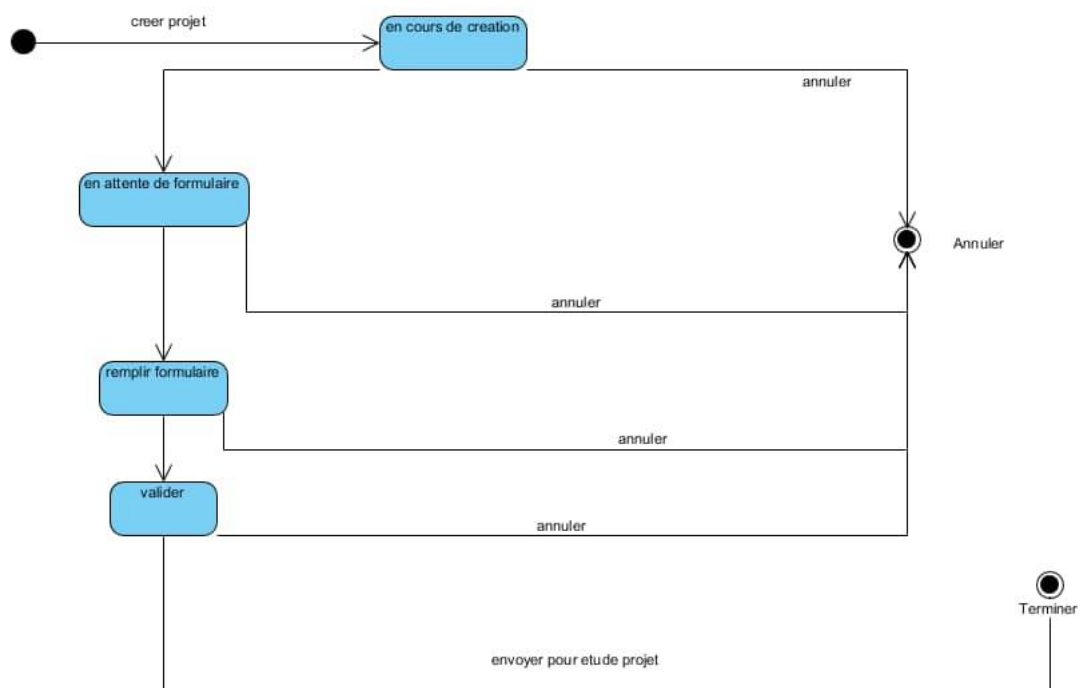 creer projet
en cours de creation
annuler
en attente de formulaire
Annuler
annuler
remplir formulaire
annuler
valider
annuler
Terminer
envoyer pour etude projet